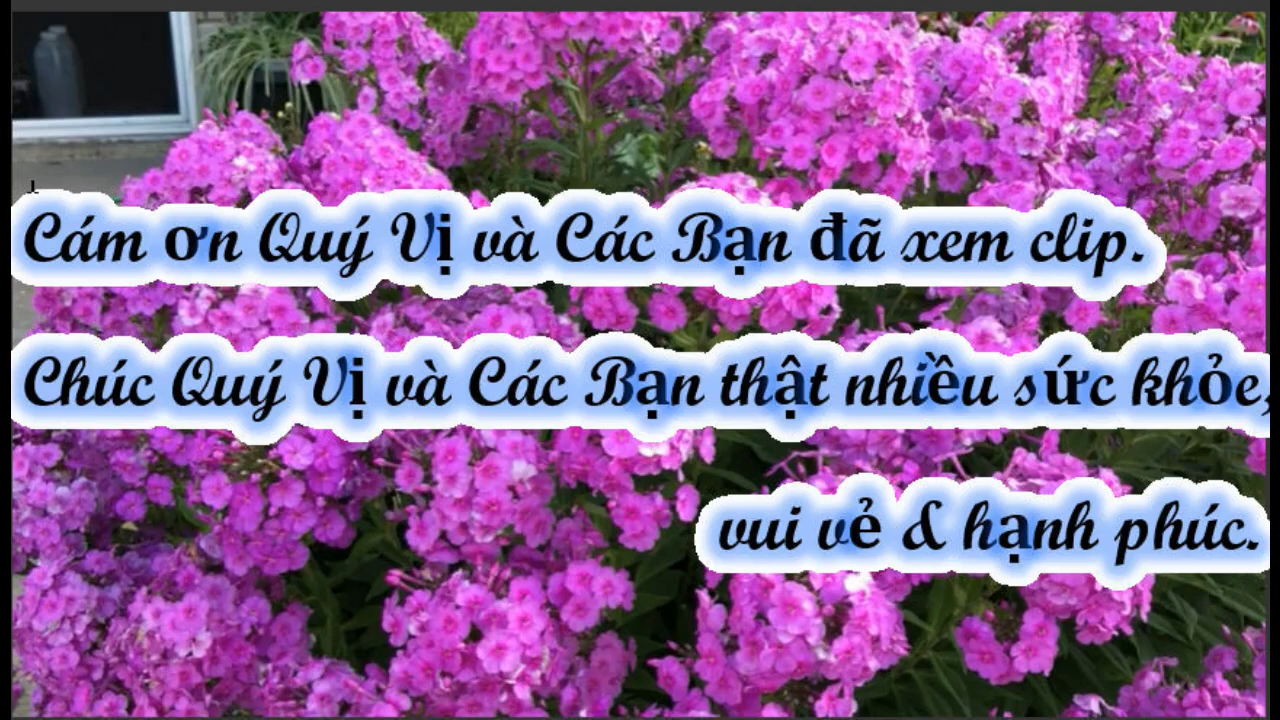 Cám ơn Quý Vị và Các Bạn đã xem clip.
Chúc Quý Vị và Các Bạn thật nhiều sức khỏe,
vui vẻ & hạnh phúc.